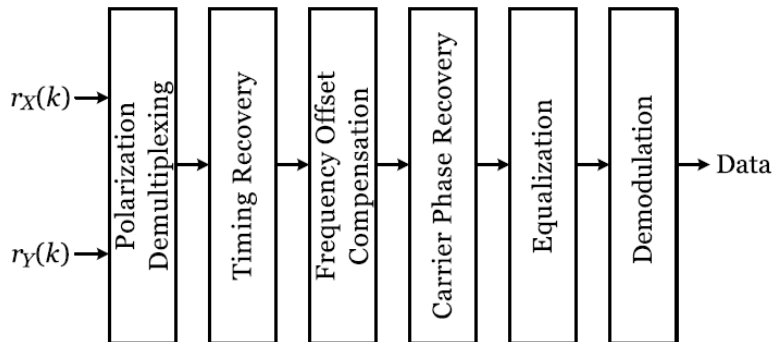 r_X(k)
r_Y(k)
Polarization
Demultiplexing
Timing Recovery
Frequency Offset
Compensation
Carrier Phase Recovery
Equalization
Demodulation
Data